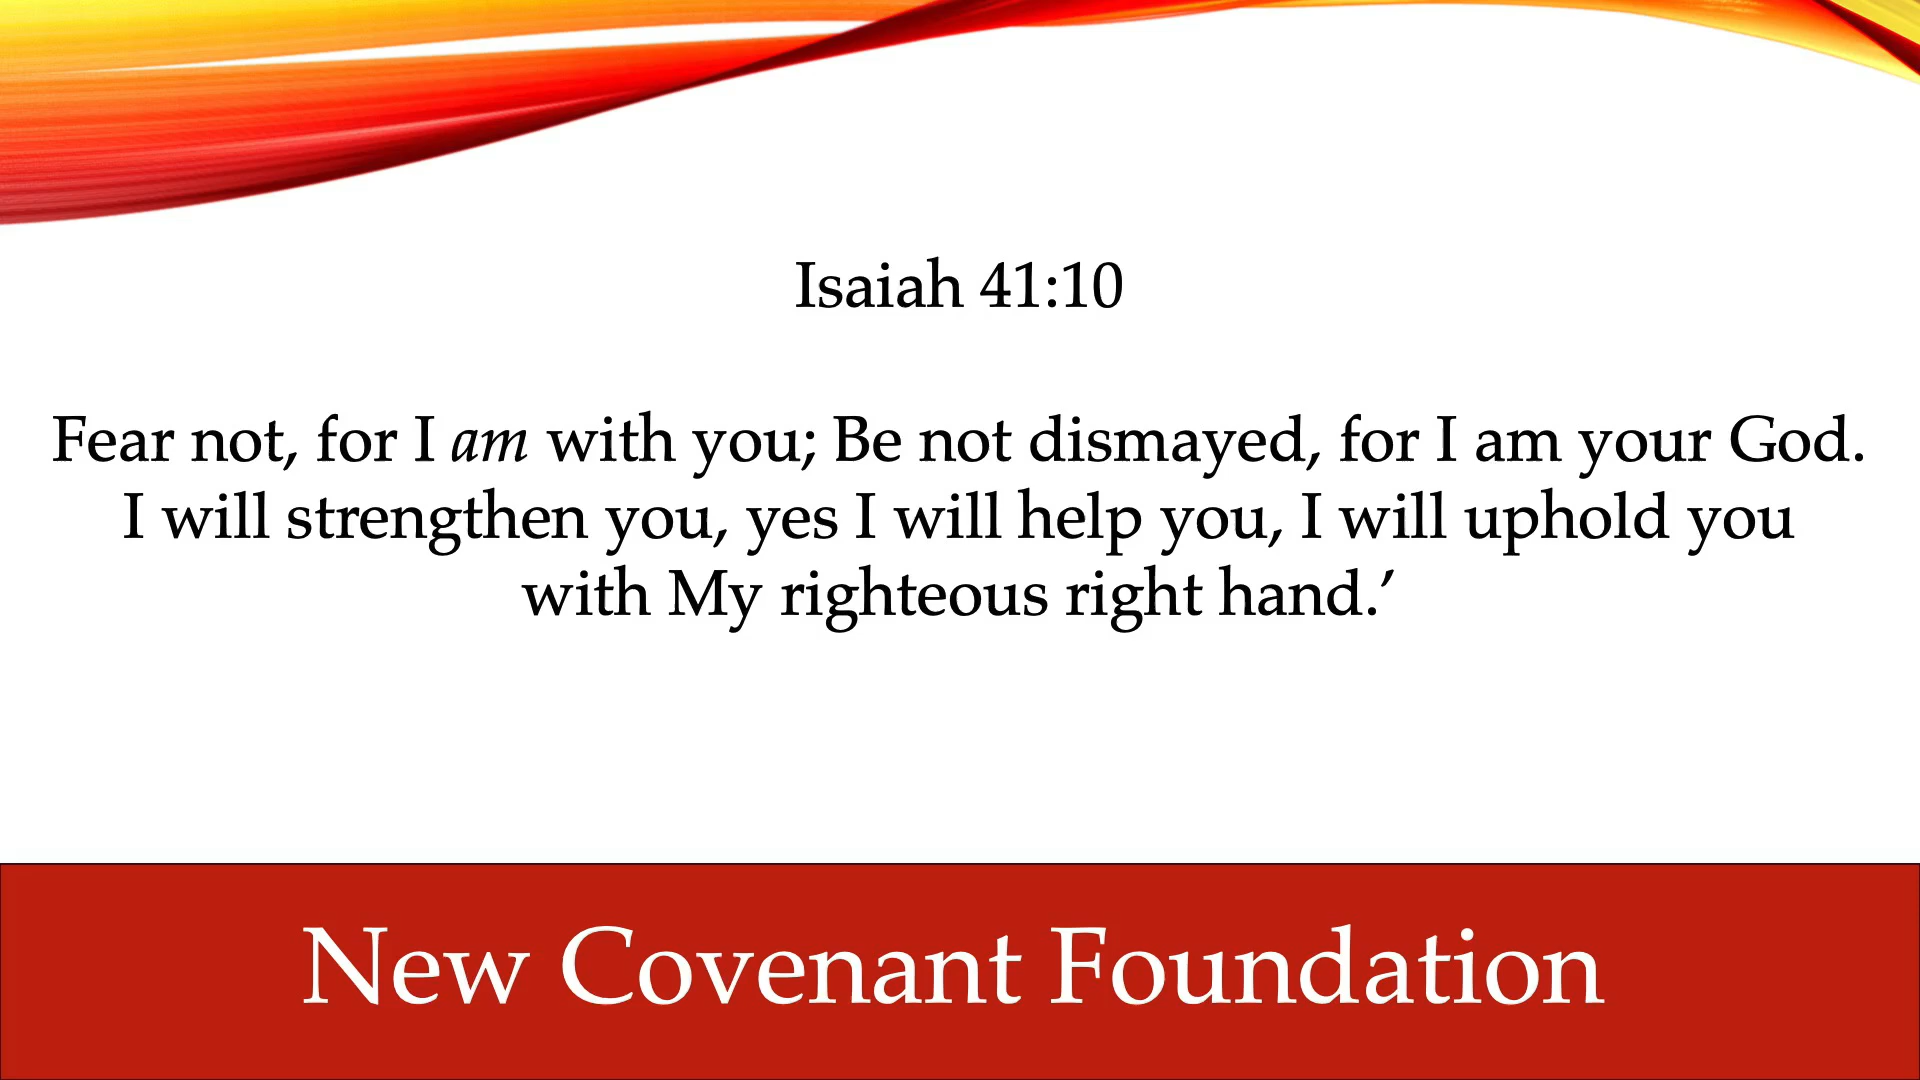 Isaiah 41:10
Fear not, for I am with you; Be not dismayed, for I am your God.
I will strengthen you, yes I will help you, I will uphold you
with My righteous right hand.’
New Covenant Foundation